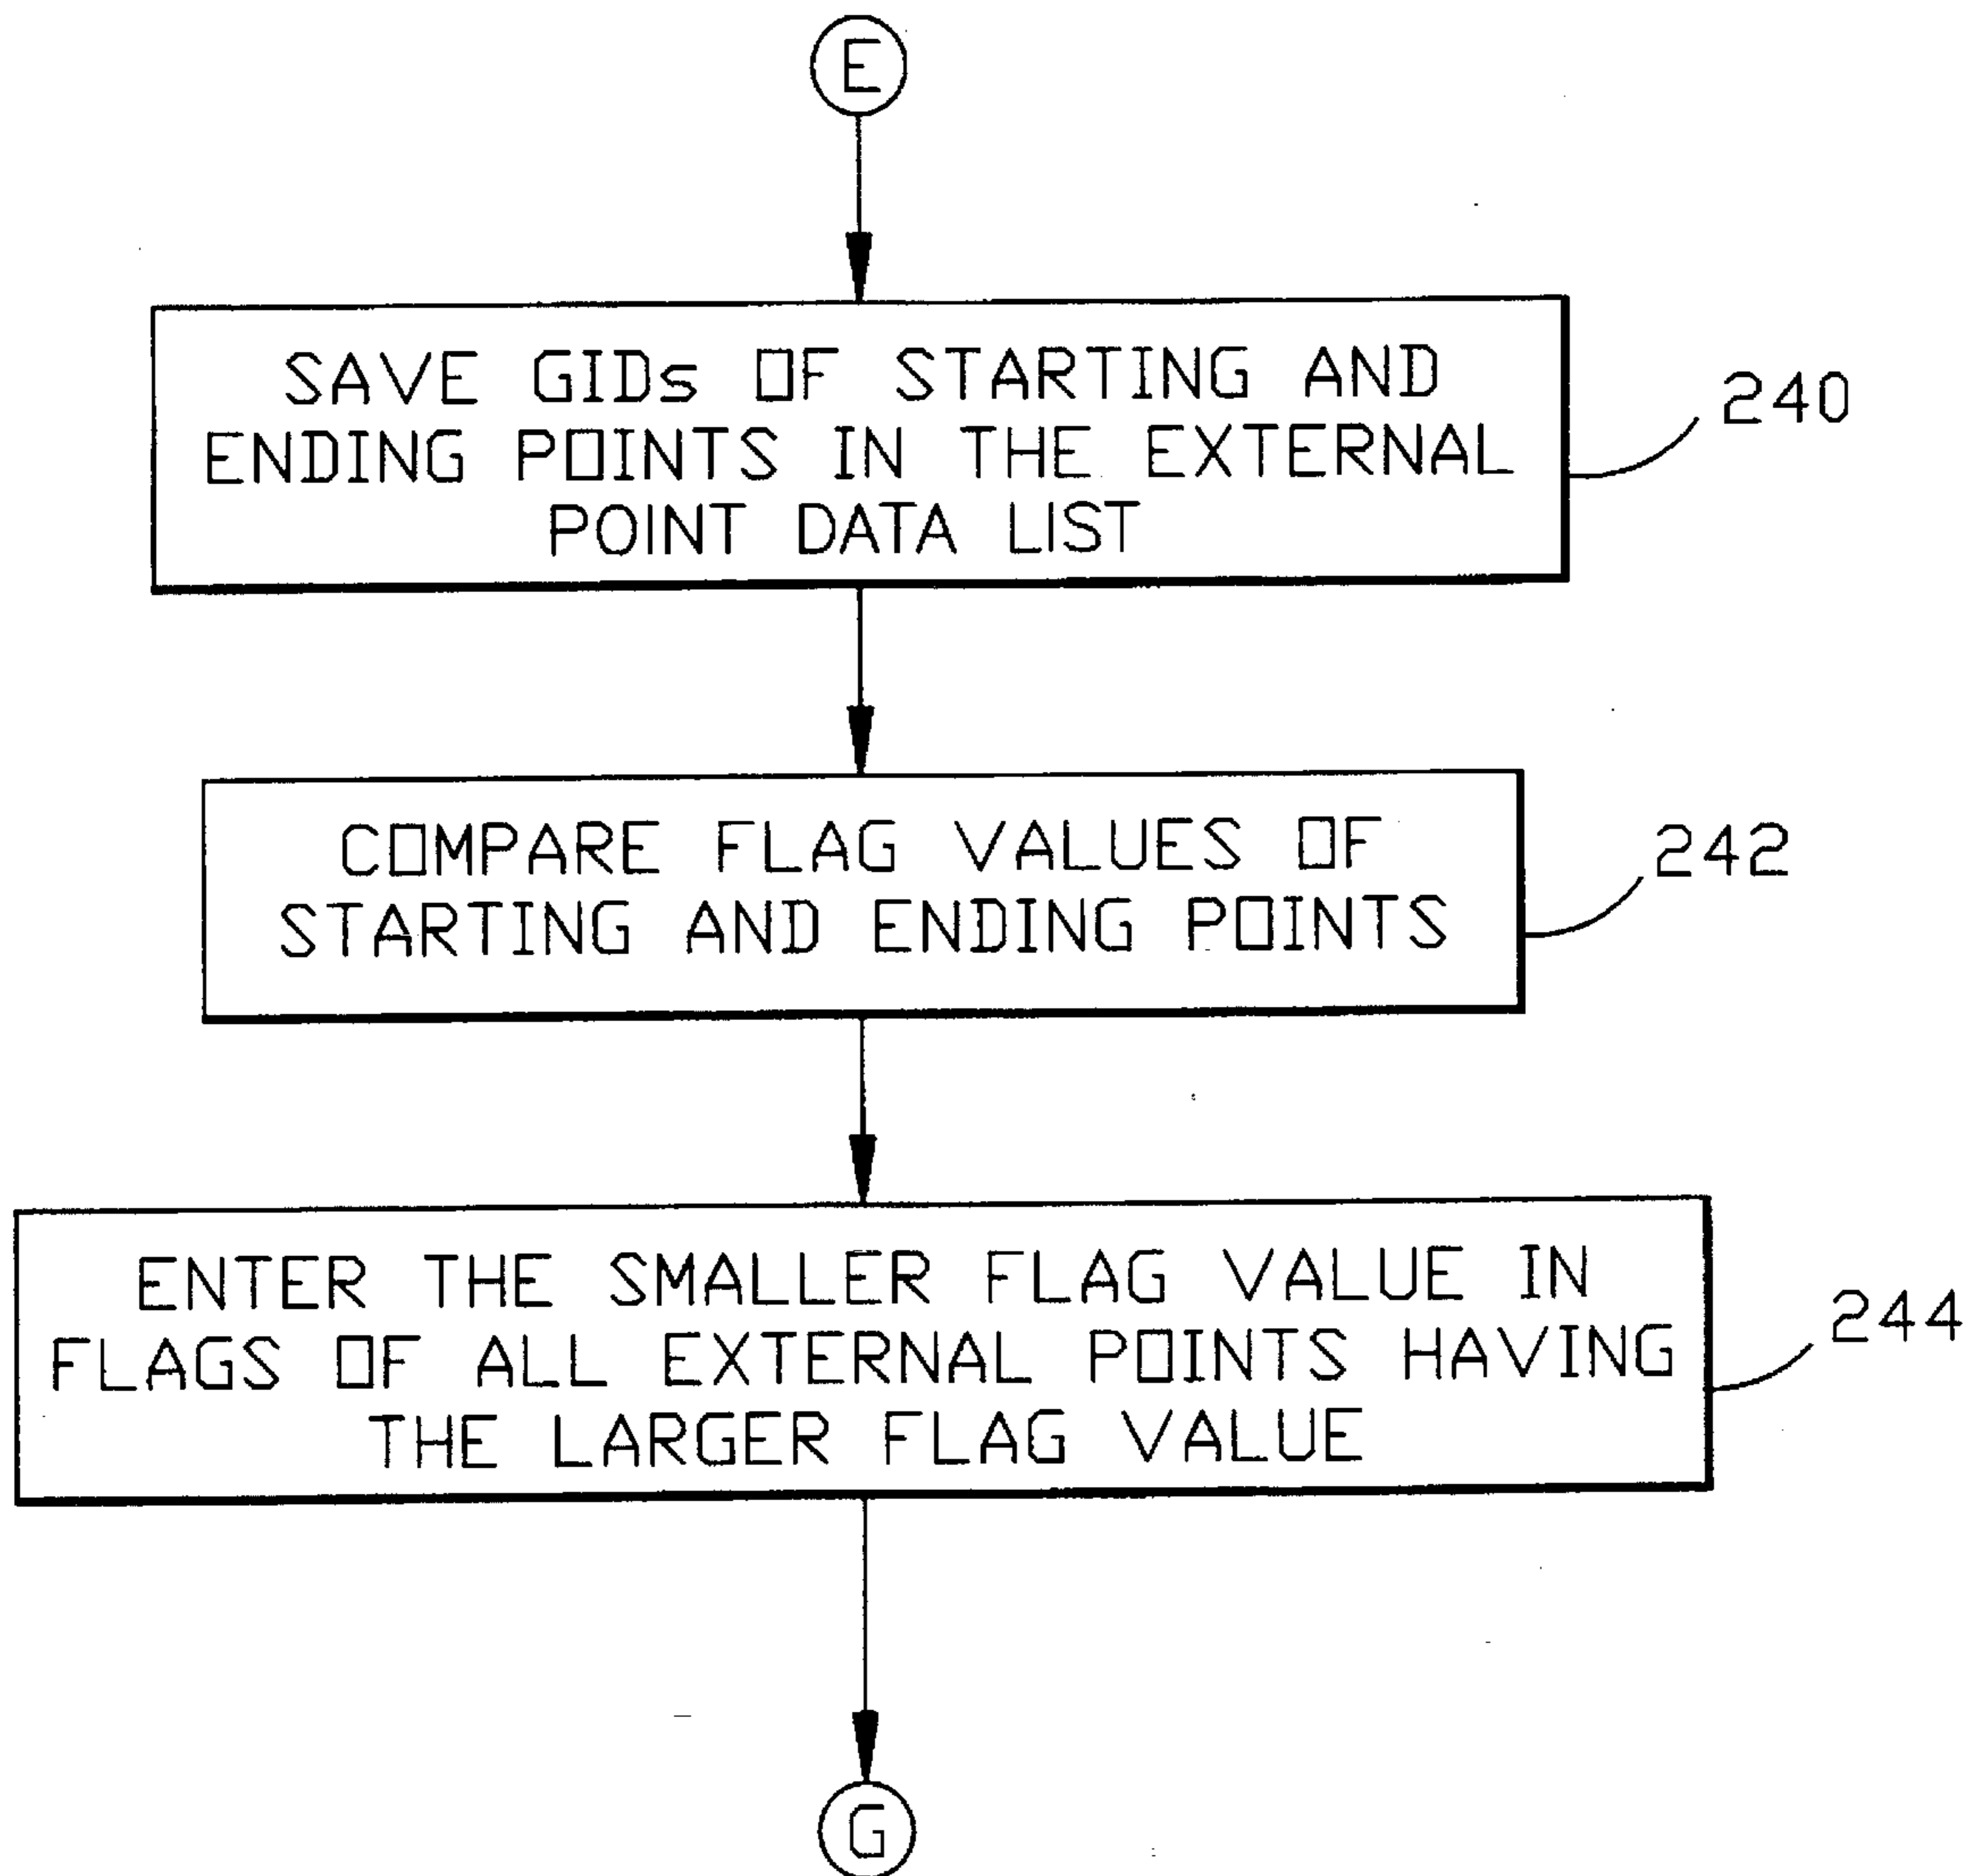 E
SAVE GIDs OF STARTING AND
ENDING POINTS IN THE EXTERNAL
POINT DATA LIST
240
COMPARE FLAG VALUES OF
STARTING AND ENDING POINTS
242
ENTER THE SMALLER FLAG VALUE IN
FLAGS OF ALL EXTERNAL POINTS HAVING
THE LARGER FLAG VALUE
244
G